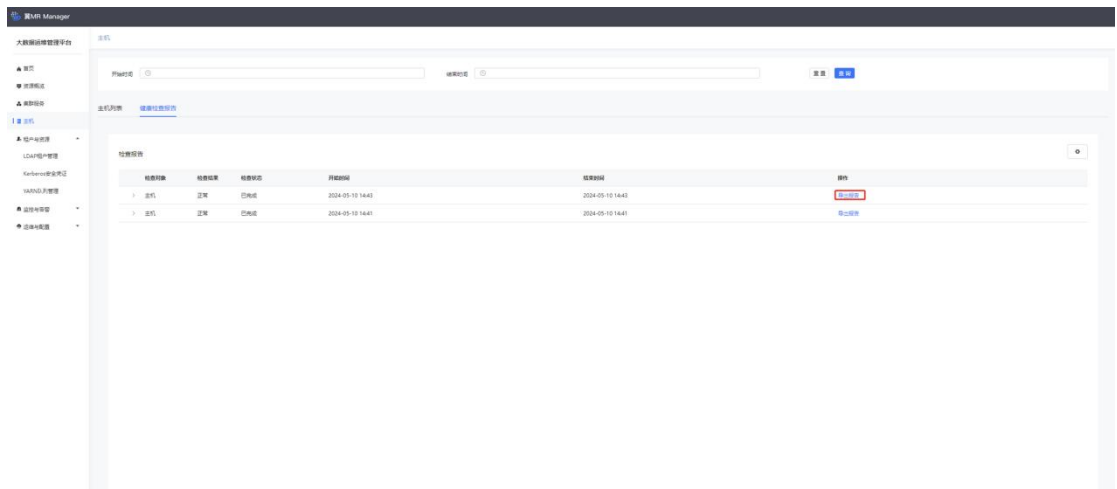 翼MR Manager
大数据运维管理平台
主机
首页
资源概览
集群服务
主机
租户与资源
LDAP租户管理
Kerberos安全凭证
YARN队列管理
监控与告警
运维与配置
开始时间
结束时间
重置 查询
主机列表 健康检查报告
检查报告
检查对象 检查结果 检查状态 开始时间 结束时间 操作
主机 正常 已完成 2024-05-10 14:43 2024-05-10 14:43 导出报告
主机 正常 已完成 2024-05-10 14:41 2024-05-10 14:41 导出报告